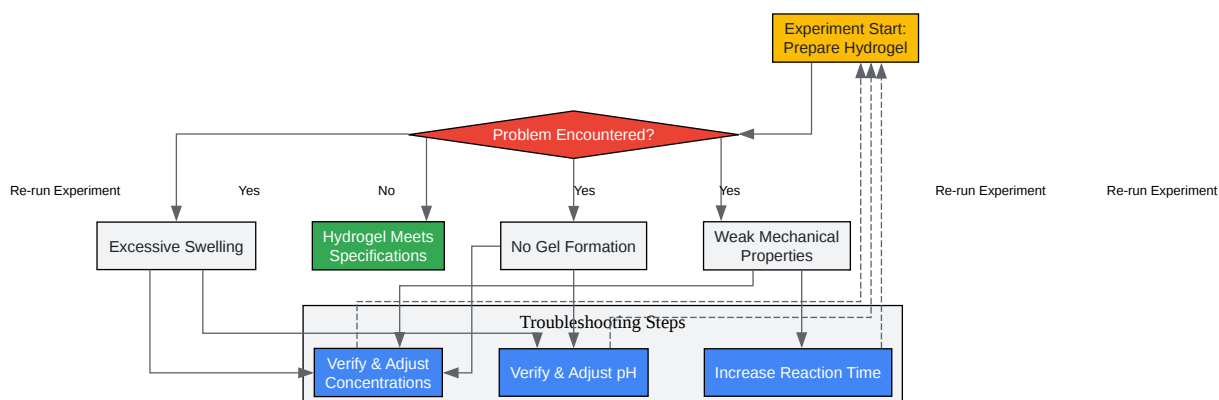 Experiment Start:
Prepare Hydrogel
Problem Encountered?
Re-run Experiment
Yes
No
Yes
Yes
Re-run Experiment
Re-run Experiment
Excessive Swelling
Hydrogel Meets
Specifications
No Gel Formation
Weak Mechanical
Properties
Troubleshooting Steps
Verify & Adjust
Concentrations
Verify & Adjust pH
Increase Reaction Time